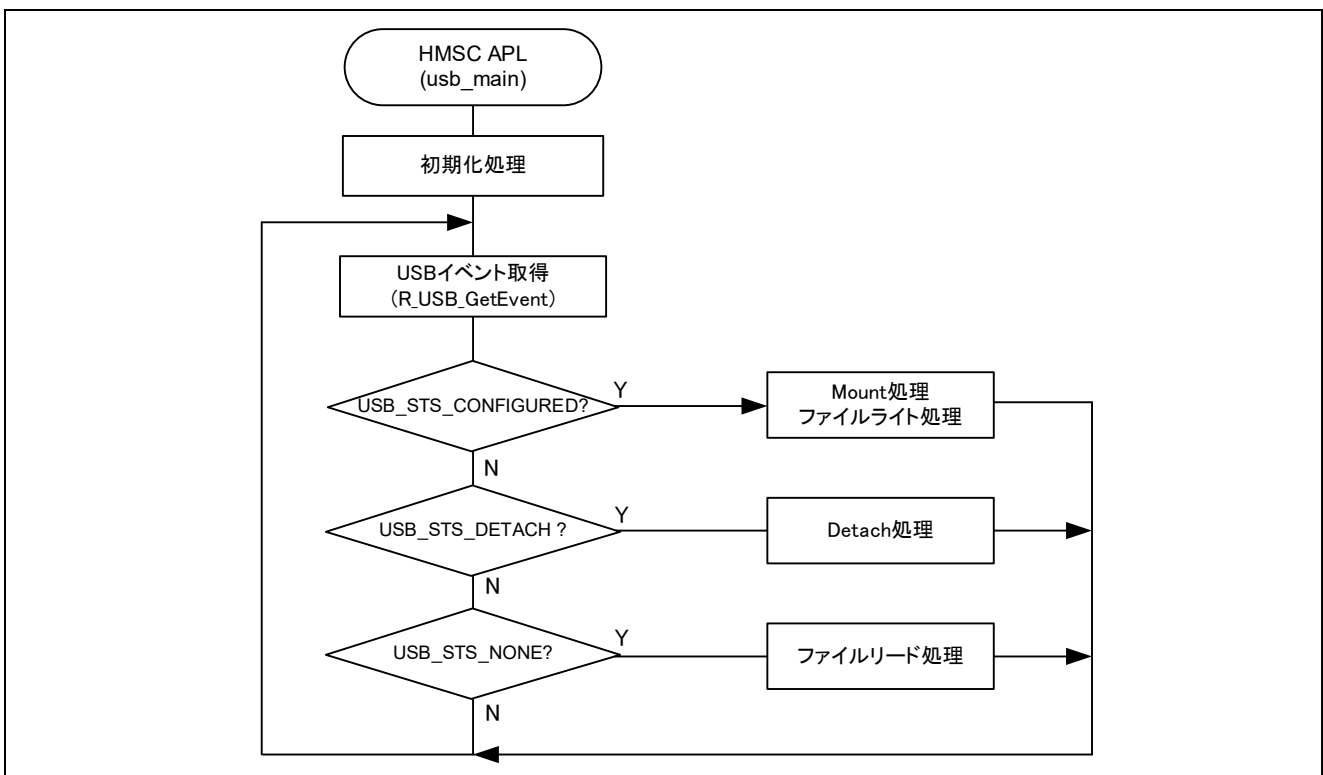 HMSC APL
(usb_main)
初期化処理
USBイベント取得
(R_USB_GetEvent)
USB_STS_CONFIGURED?
Y
Mount処理
ファイルライト処理
N
USB_STS_DETACH ?
Y
Detach処理
N
USB_STS_NONE?
Y
ファイルリード処理
N